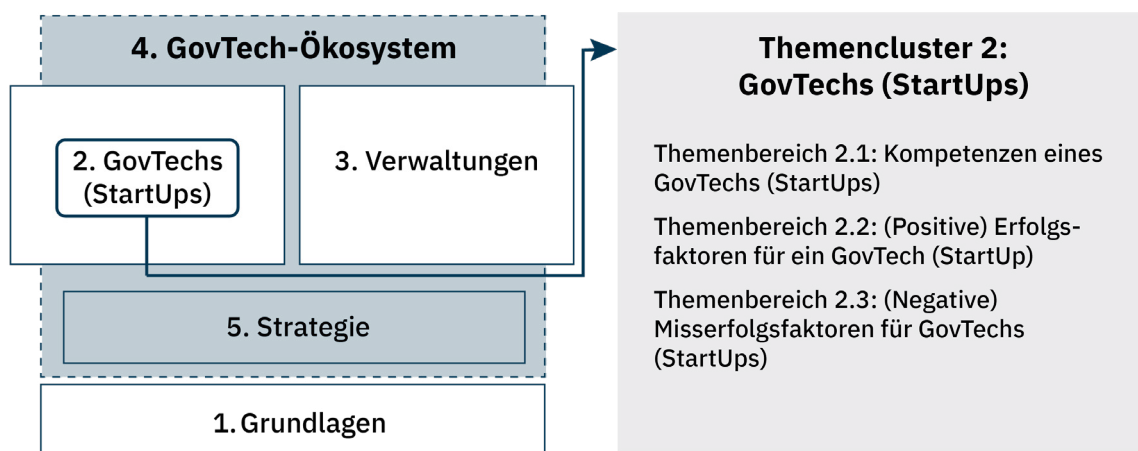 4. GovTech-Ökosystem
2. GovTechs
(StartUps)
3. Verwaltungen
5. Strategie
1. Grundlagen
Themencluster 2:
GovTechs (StartUps)
Themenbereich 2.1: Kompetenzen eines
GovTechs (StartUps)
Themenbereich 2.2: (Positive) Erfolgs-
faktoren für ein GovTech (StartUp)
Themenbereich 2.3: (Negative)
Misserfolgsfaktoren für GovTechs
(StartUps)